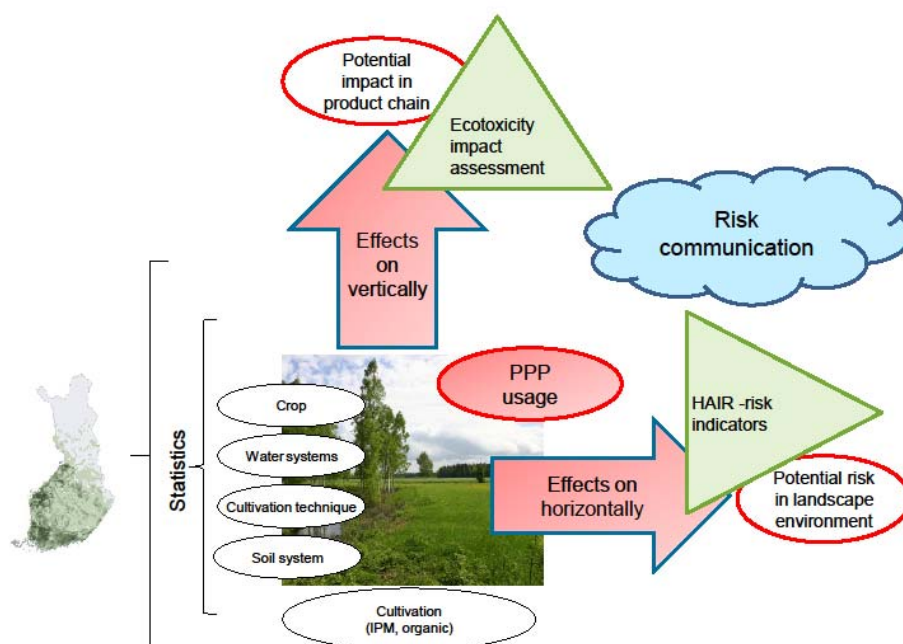 Potential
impact in
product chain
Ecotoxicity
impact
assessment
Risk
communication
Effects
on
vertically
PPP
usage
HAIR -risk
indicators
Statistics
Crop
Water systems
Cultivation technique
Soil system
Effects on
horizontally
Potential risk
in landscape
environment
Cultivation
(IPM, organic)